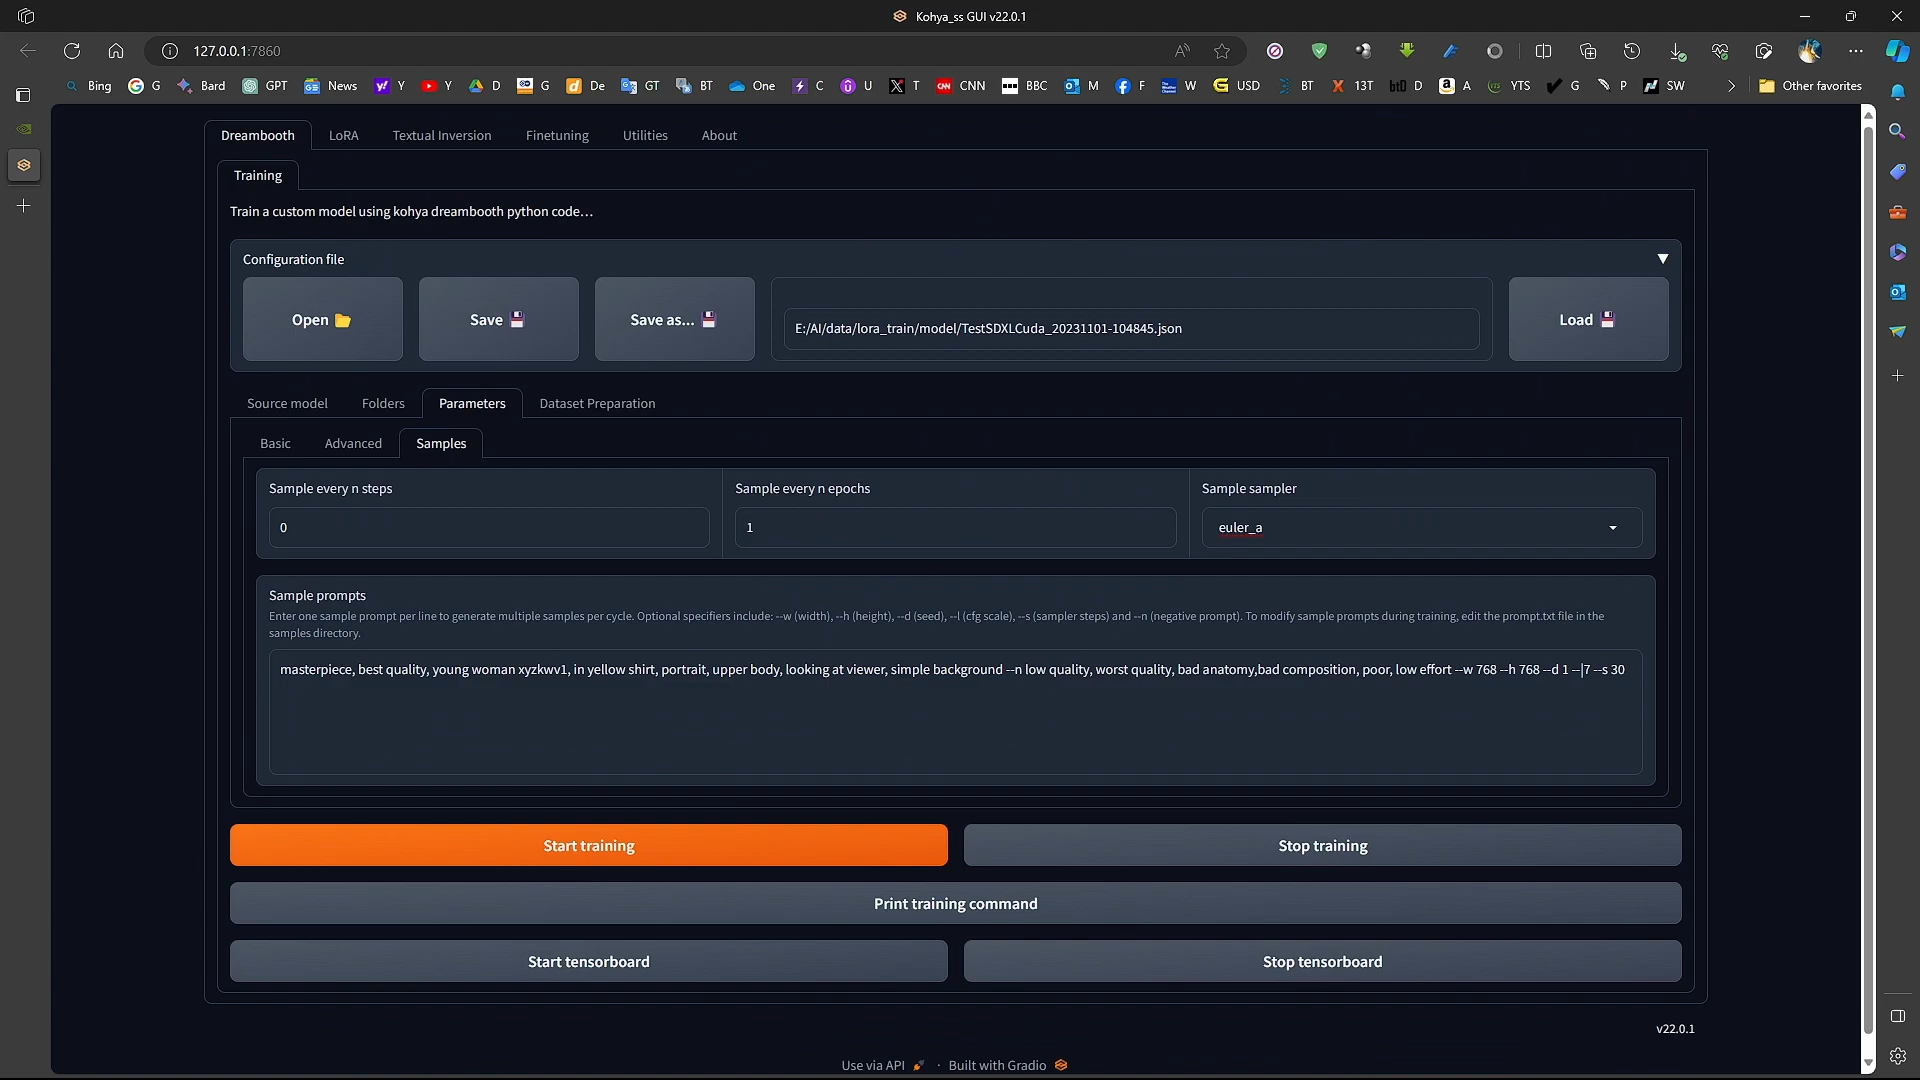 Kohya_ss GUI v22.0.1
127.0.0.1:7860
Bing G Bard GPT News Y Y D G De GT BT One C U T CNN BBC M F W USD BT 13T D A YTS G P SW Other favorites
Dreambooth LoRA Textual Inversion Finetuning Utilities About
Training
Train a custom model using kohya dreambooth python code...
Configuration file ▼
Open Save Save as... E:/AI/data/lora_train/model/TestSDXLCuda_20231101-104845.json Load
Source model Folders Parameters Dataset Preparation
Basic Advanced Samples
Sample every n steps Sample every n epochs Sample sampler
0 1 euler_a
Sample prompts
Enter one sample prompt per line to generate multiple samples per cycle. Optional specifiers include: --w (width), --h (height), --d (seed), --l (cfg scale), --s (sampler steps) and --n (negative prompt). To modify sample prompts during training, edit the prompt.txt file in the
samples directory.
masterpiece, best quality, young woman xyzkwv1, in yellow shirt, portrait, upper body, looking at viewer, simple background --n low quality, worst quality, bad anatomy,bad composition, poor, low effort --w 768 --h 768 --d 1 --|7 --s 30
Start training Stop training
Print training command
Start tensorboard Stop tensorboard
v22.0.1
Use via API · Built with Gradio